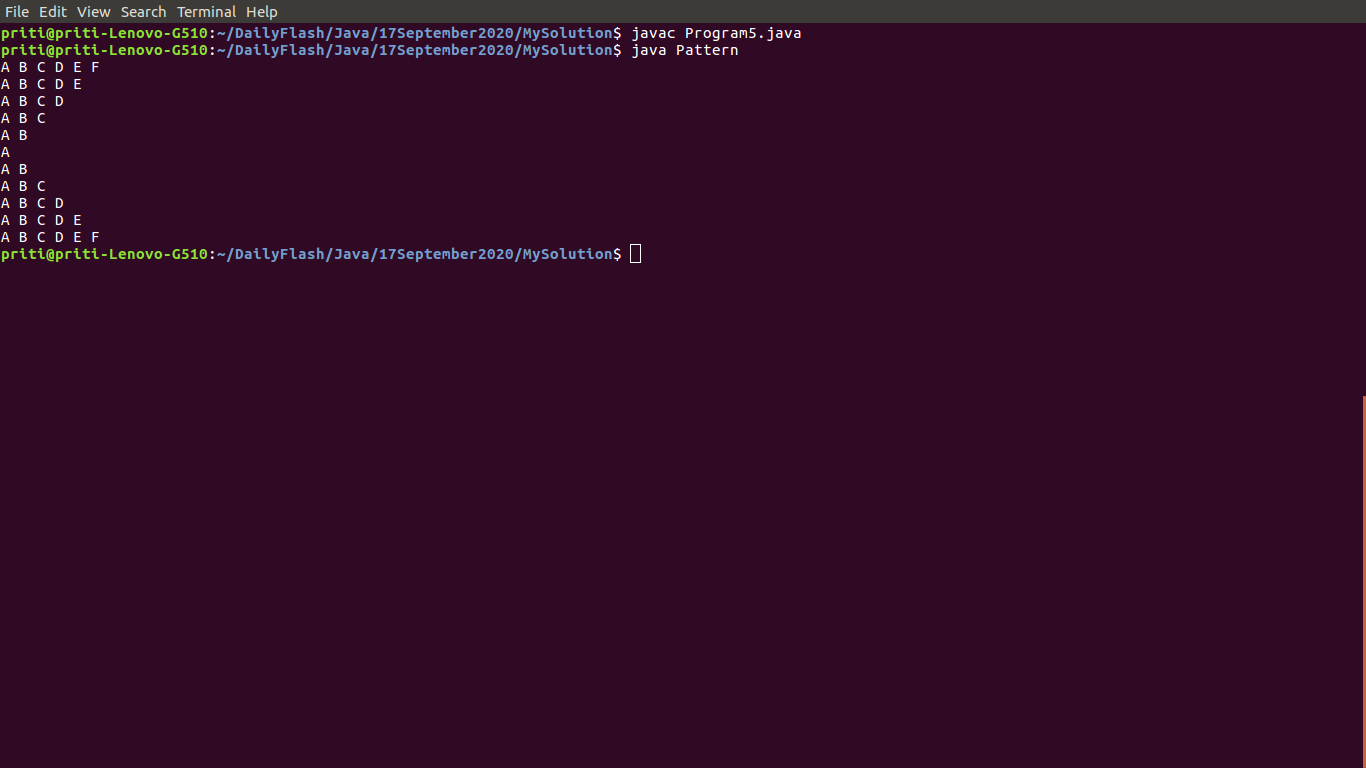 File Edit View Search Terminal Help
priti@priti-Lenovo-G510:~/DailyFlash/Java/17September2020/MySolution$ javac Program5.java
priti@priti-Lenovo-G510:~/DailyFlash/Java/17September2020/MySolution$ java Pattern
A B C D E F
A B C D E
A B C D
A B C
A B
A
A B
A B C
A B C D
A B C D E
A B C D E F
priti@priti-Lenovo-G510:~/DailyFlash/Java/17September2020/MySolution$